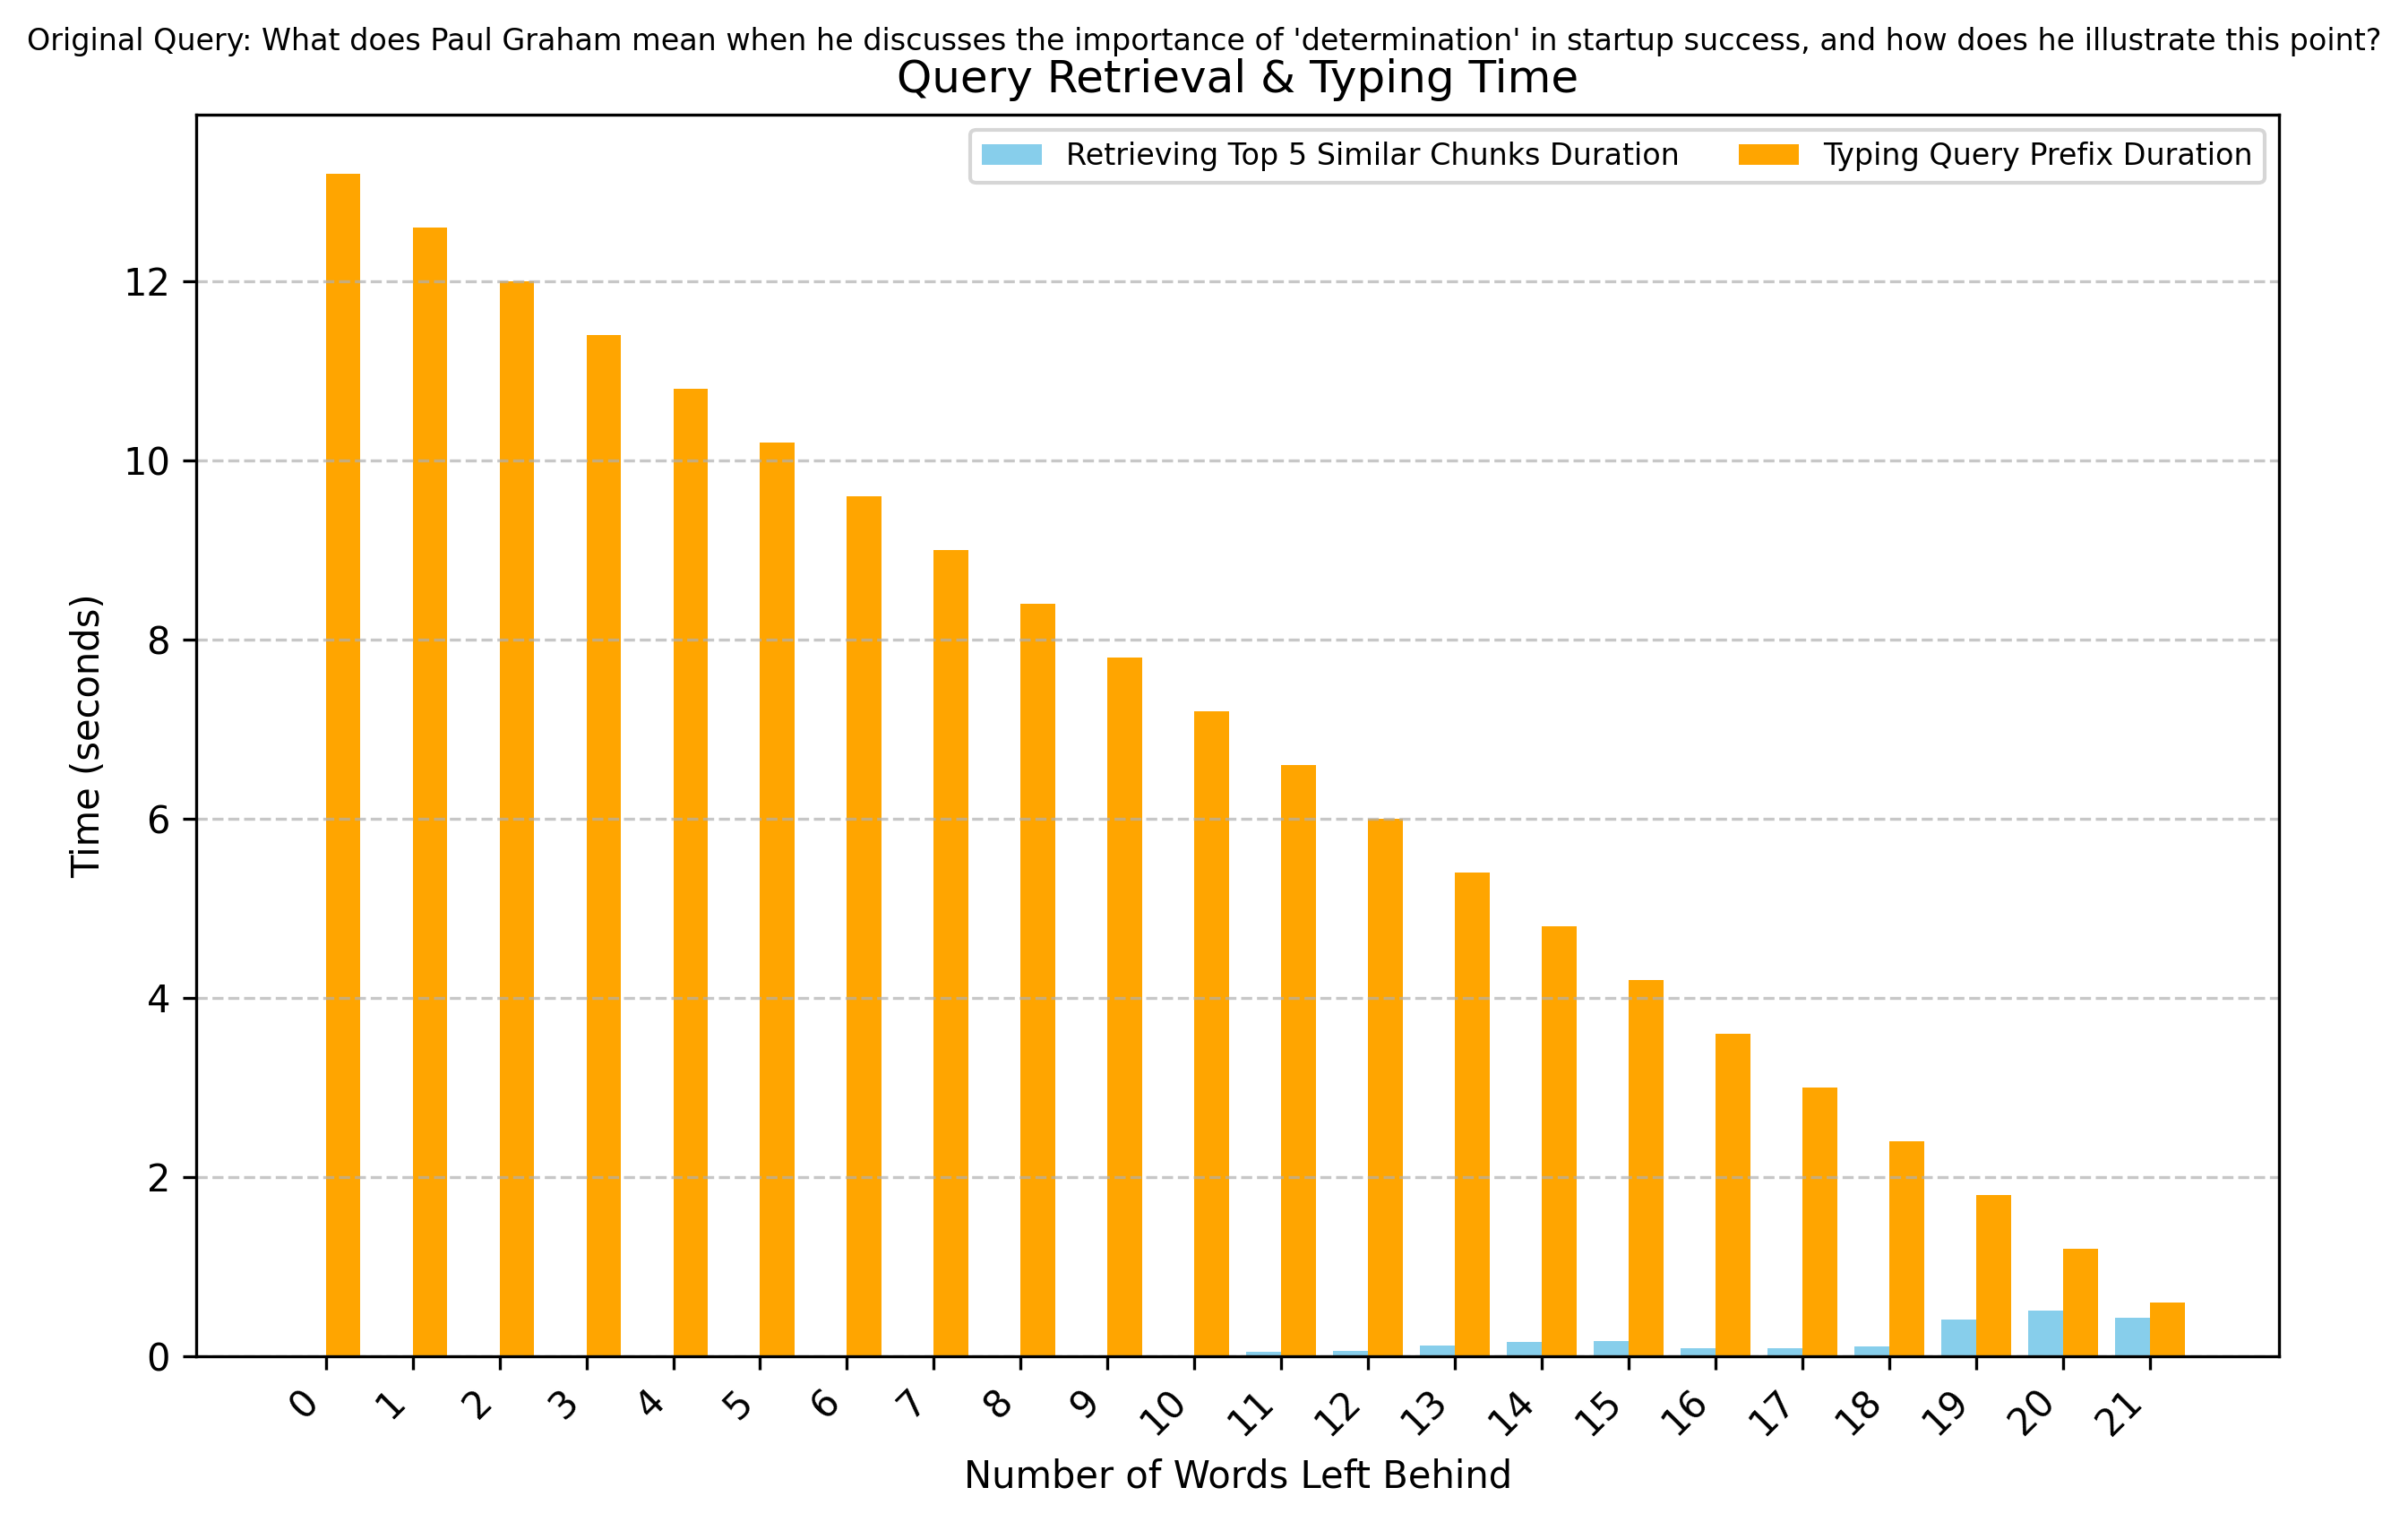 Original Query: What does Paul Graham mean when he discusses the importance of 'determination' in startup success, and how does he illustrate this point?
Query Retrieval & Typing Time
Retrieving Top 5 Similar Chunks Duration
Typing Query Prefix Duration
Time (seconds)
12
10
8
6
4
2
0
0 1 2 3 4 5 6 7 8 9 10 11 12 13 14 15 16 17 18 19 20 21
Number of Words Left Behind